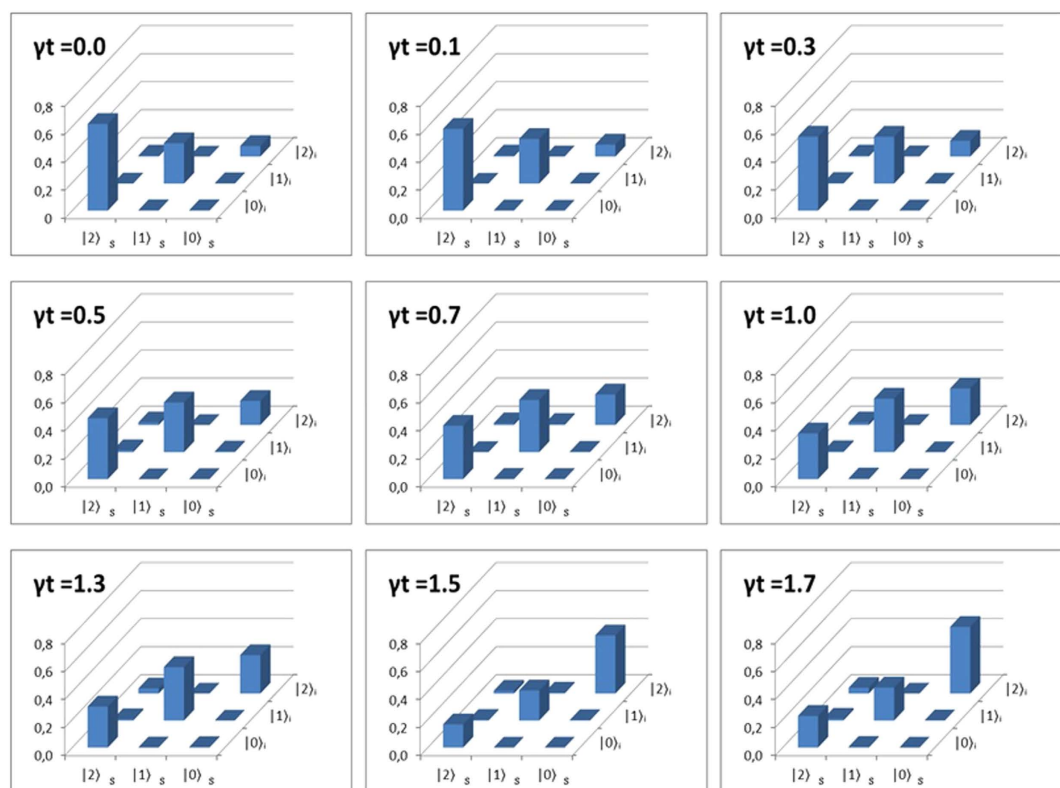 γt =0.0
γt =0.1
γt =0.3
0,8
0,6
0,4
0,2
0
|2⟩ s |1⟩ s |0⟩ s
|0⟩i
|1⟩i
|2⟩i
0,8
0,6
0,4
0,2
0,0
|2⟩ s |1⟩ s |0⟩ s
|0⟩i
|1⟩i
|2⟩i
0,8
0,6
0,4
0,2
0,0
|2⟩ s |1⟩ s |0⟩ s
|0⟩i
|1⟩i
|2⟩i
γt =0.5
γt =0.7
γt =1.0
0,8
0,6
0,4
0,2
0,0
|2⟩ s |1⟩ s |0⟩ s
|0⟩i
|1⟩i
|2⟩i
0,8
0,6
0,4
0,2
0,0
|2⟩ s |1⟩ s |0⟩ s
|0⟩i
|1⟩i
|2⟩i
0,8
0,6
0,4
0,2
0,0
|2⟩ s |1⟩ s |0⟩ s
|0⟩i
|1⟩i
|2⟩i
γt =1.3
γt =1.5
γt =1.7
0,8
0,6
0,4
0,2
0,0
|2⟩ s |1⟩ s |0⟩ s
|0⟩i
|1⟩i
|2⟩i
0,8
0,6
0,4
0,2
0,0
|2⟩ s |1⟩ s |0⟩ s
|0⟩i
|1⟩i
|2⟩i
0,8
0,6
0,4
0,2
0,0
|2⟩ s |1⟩ s |0⟩ s
|0⟩i
|1⟩i
|2⟩i